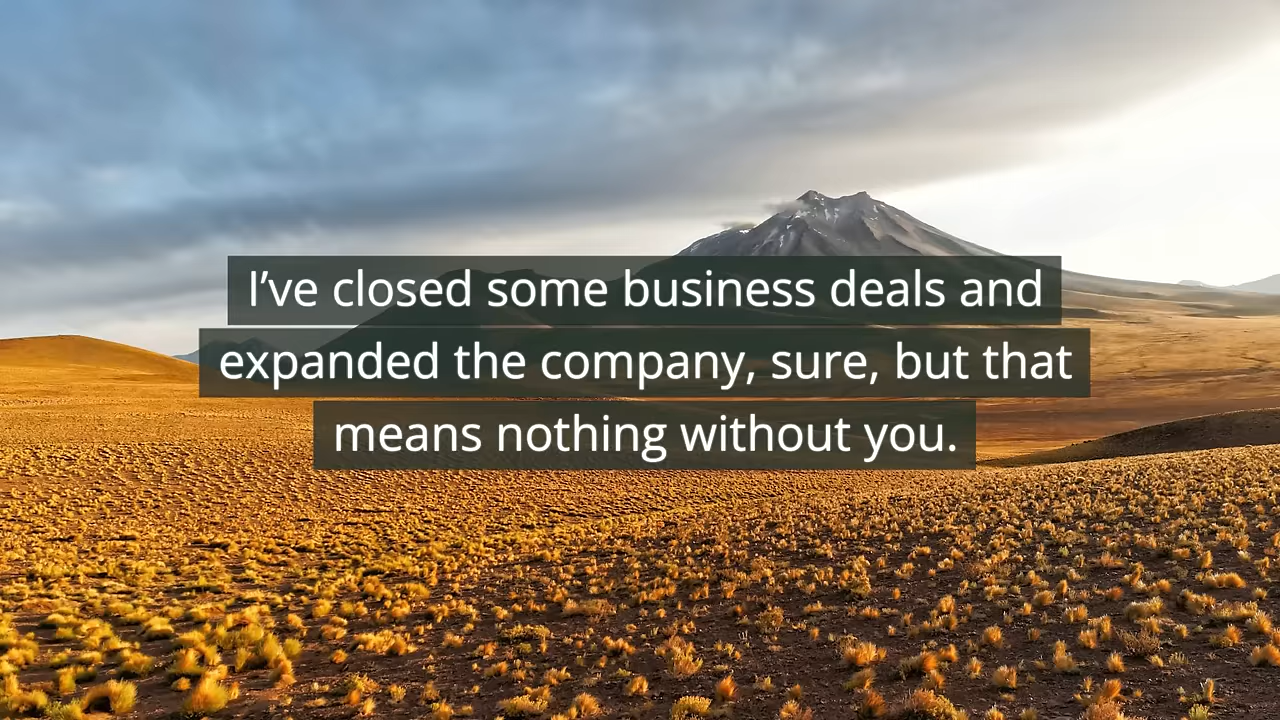 I’ve closed some business deals and
expanded the company, sure, but that
means nothing without you.